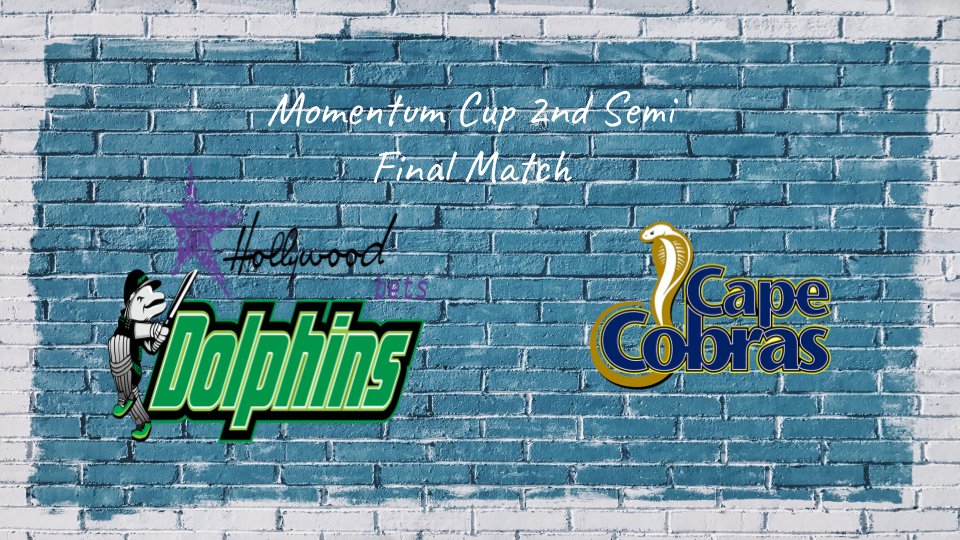 Momentum Cup 2nd Semi
Final Match
Hollywood
bets
Dolphins
Cape
Cobras